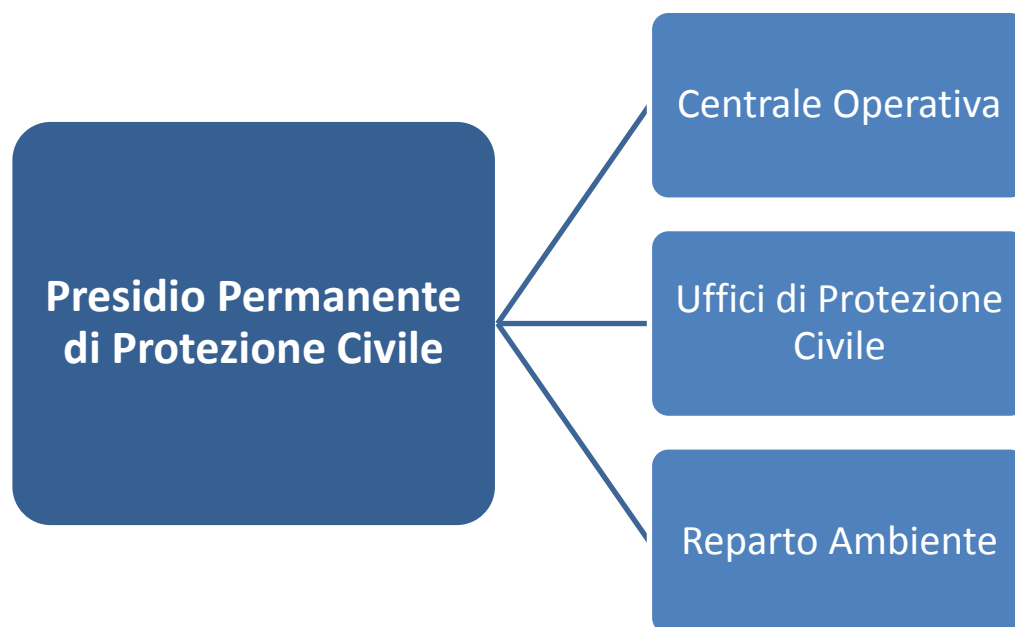 Presidio Permanente
di Protezione Civile
Centrale Operativa
Uffici di Protezione
Civile
Reparto Ambiente